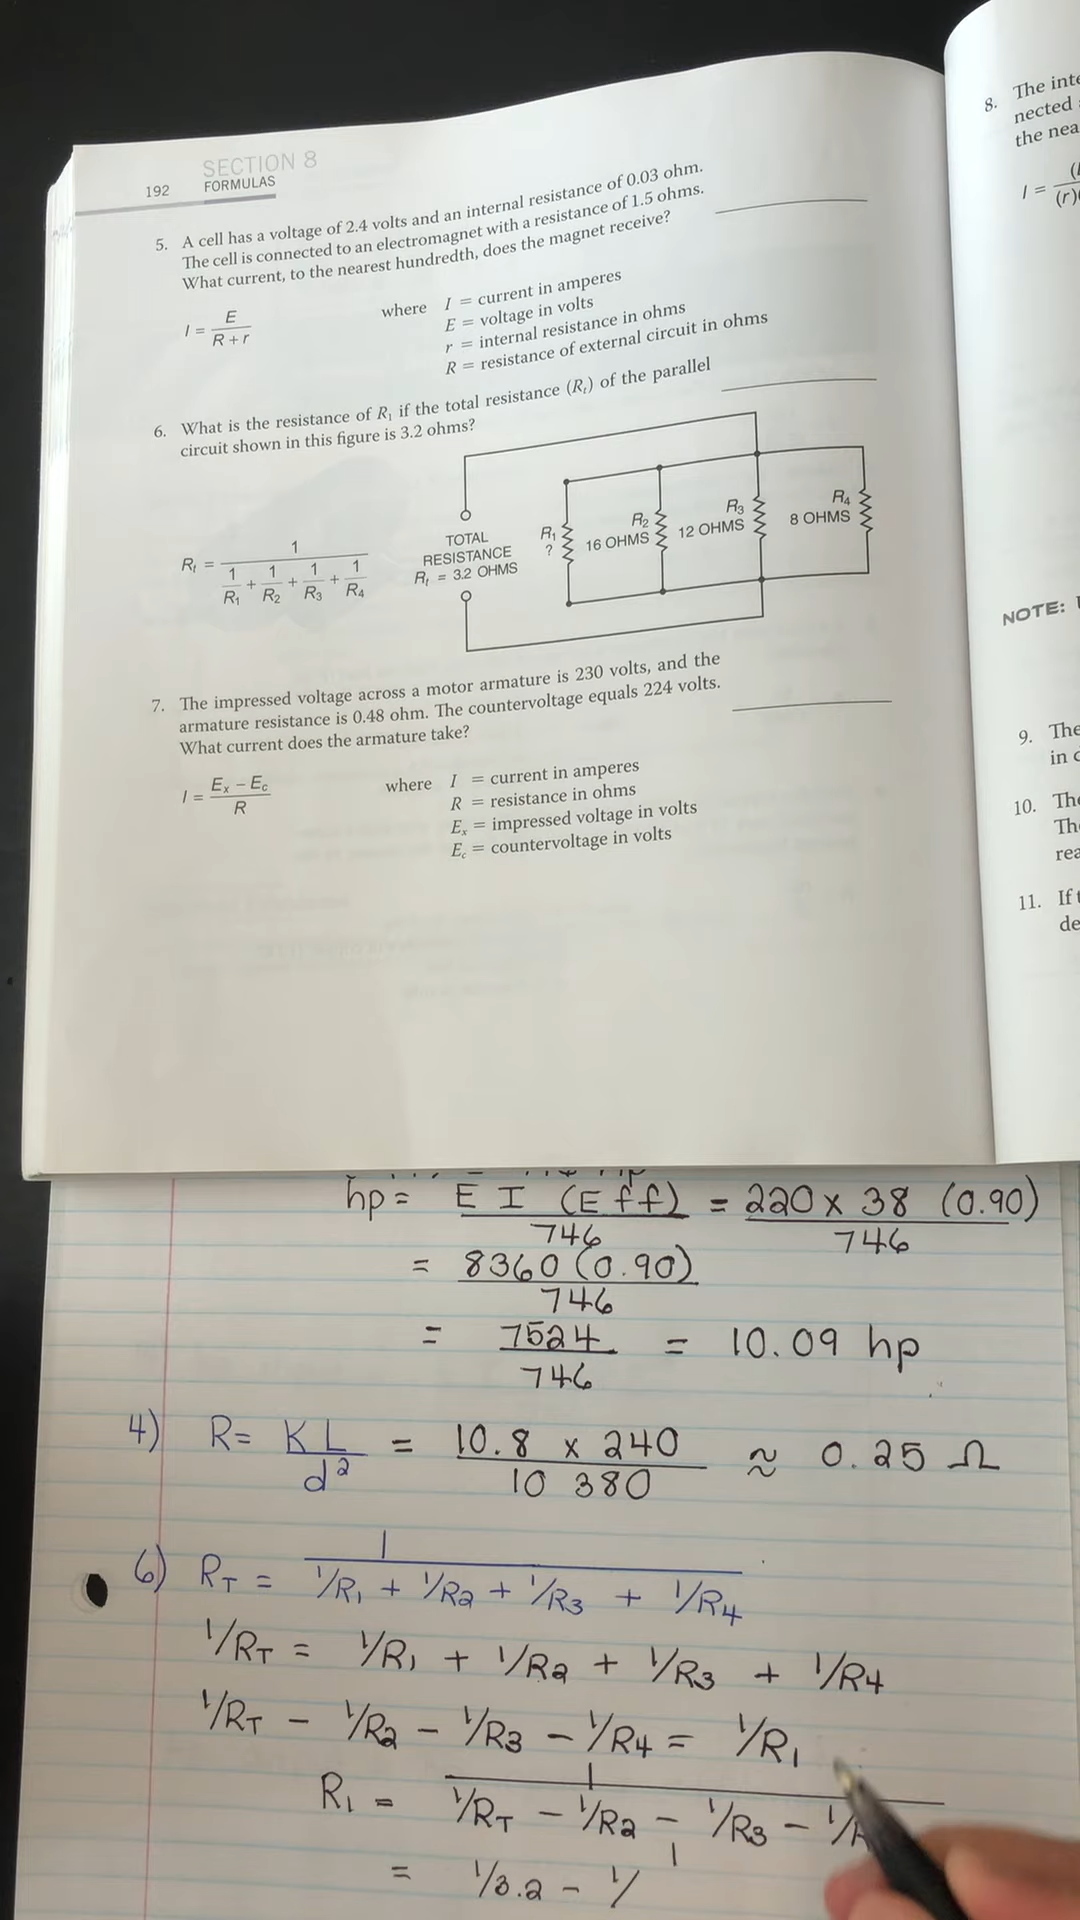 SECTION 8
192 FORMULAS
5. A cell has a voltage of 2.4 volts and an internal resistance of 0.03 ohm.
The cell is connected to an electromagnet with a resistance of 1.5 ohms.
What current, to the nearest hundredth, does the magnet receive?
I = E / (R + r)
where I = current in amperes
E = voltage in volts
r = internal resistance in ohms
R = resistance of external circuit in ohms
6. What is the resistance of R₁ if the total resistance (Rₜ) of the parallel
circuit shown in this figure is 3.2 ohms?
Rₜ = 1 / (1/R₁ + 1/R₂ + 1/R₃ + 1/R₄)
TOTAL
RESISTANCE
Rₜ = 3.2 OHMS
R₁
?
R₂
16 OHMS
R₃
12 OHMS
R₄
8 OHMS
7. The impressed voltage across a motor armature is 230 volts, and the
armature resistance is 0.48 ohm. The countervoltage equals 224 volts.
What current does the armature take?
I = (Eₓ − E꜀) / R
where I = current in amperes
R = resistance in ohms
Eₓ = impressed voltage in volts
E꜀ = countervoltage in volts
8. The
nected
the
I =
NOTE:
9. The
in
10.
11. If
hp = E I (Eff) / 746 = 220 x 38 (0.90) / 746
= 8360 (0.90) / 746
= 7524 / 746 = 10.09 hp
4) R = KL / d² = 10.8 x 240 / 10 380 ≈ 0.25 Ω
6) RT = 1 / (1/R1 + 1/R2 + 1/R3 + 1/R4)
1/RT = 1/R1 + 1/R2 + 1/R3 + 1/R4
1/RT − 1/R2 − 1/R3 − 1/R4 = 1/R1
R1 = 1 / (1/RT − 1/R2 − 1/R3 − 1/R
= 1 / (1/3.2 − 1/